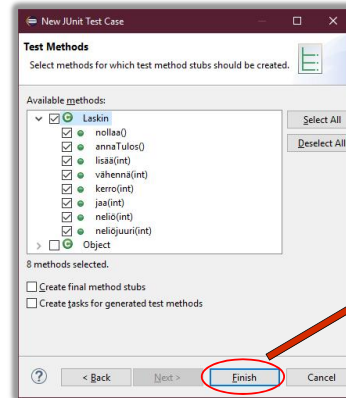 New JUnit Test Case
Test Methods
Select methods for which test method stubs should be created.
Available methods:
Laskin
nollaa()
annaTulos()
lisää(int)
vähennä(int)
kerro(int)
jaa(int)
neliö(int)
neliöjuuri(int)
Object
Select All
Deselect All
8 methods selected.
Create final method stubs
Create tasks for generated test methods
? < Back Next > Finish Cancel